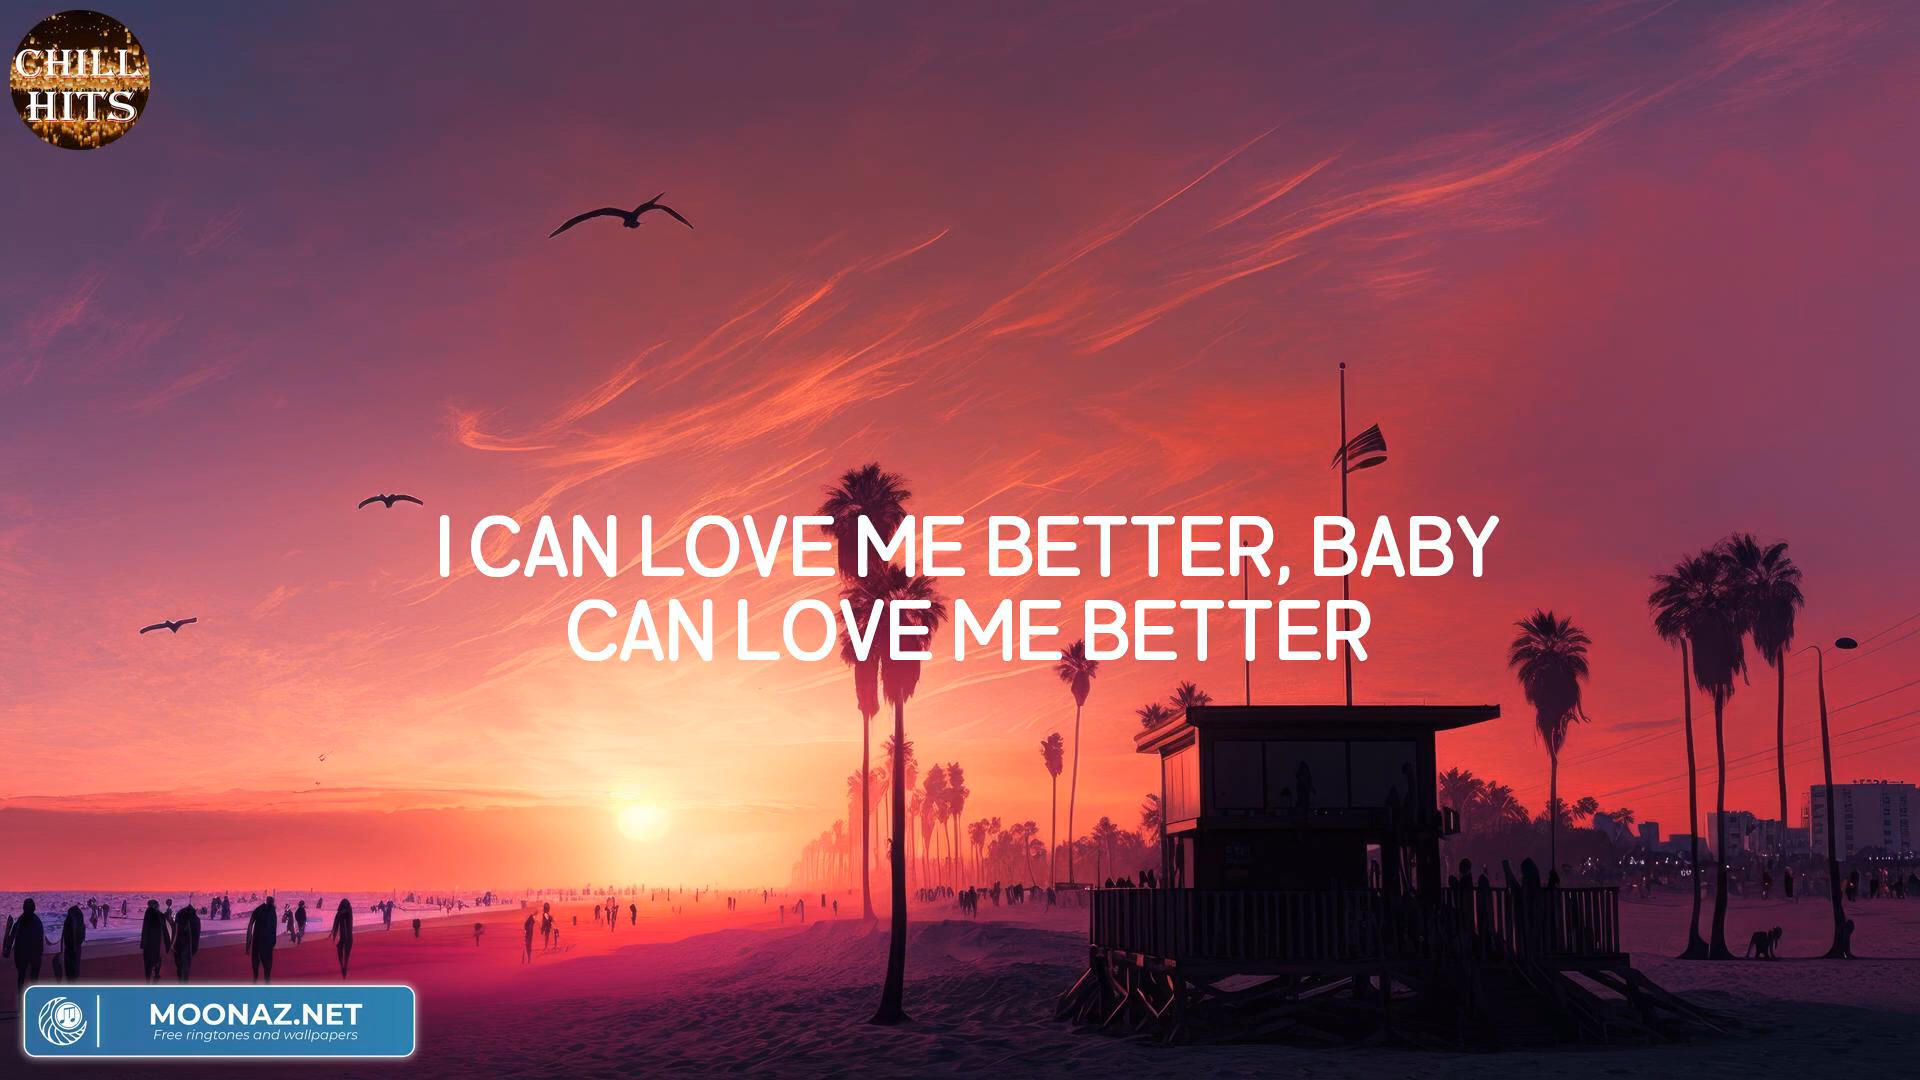 CHILL
HITS
I CAN LOVE ME BETTER, BABY
CAN LOVE ME BETTER
MOONAZ.NET
Free ringtones and wallpapers